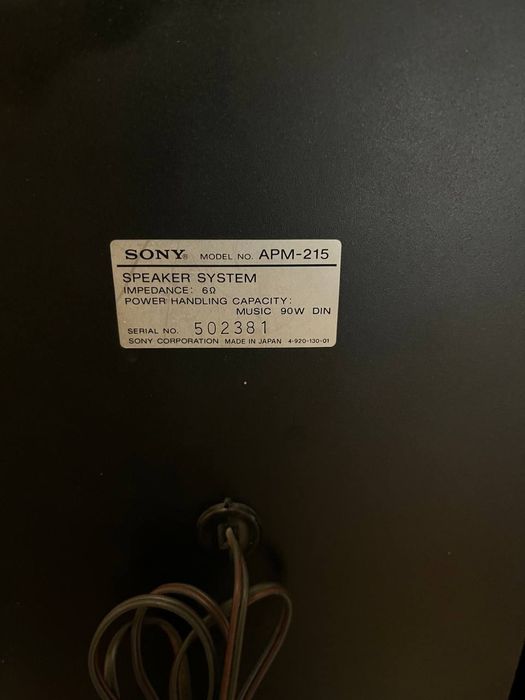 SONY® MODEL NO. APM-215
SPEAKER SYSTEM
IMPEDANCE: 6Ω
POWER HANDLING CAPACITY:
MUSIC 90W DIN
SERIAL NO. 502381
SONY CORPORATION MADE IN JAPAN 4-920-130-01